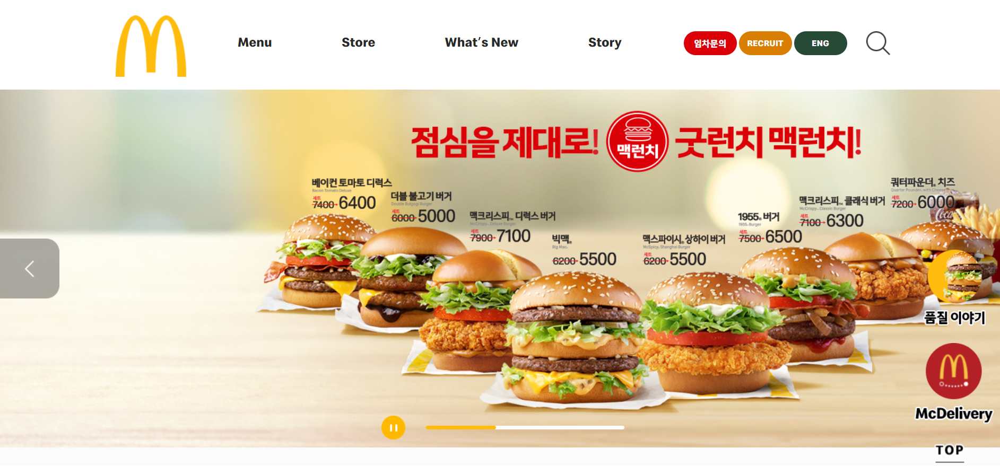 Menu
Store
What's New
Story
임차문의
RECRUIT
ENG
점심을 제대로!
맥런치
굿런치 맥런치!
베이컨 토마토 디럭스
Bacon Tomato Deluxe
세트
7400 6400
더블 불고기 버거
Double Bulgogi Burger
세트
6000 5000
맥크리스피™ 디럭스 버거
McCrispy™ Deluxe Burger
세트
7900 7100
빅맥®
Big Mac®
6200 5500
맥스파이시® 상하이 버거
McSpicy® Shanghai Burger
세트
6200 5500
1955® 버거
1955® Burger
세트
7500 6500
맥크리스피™ 클래식 버거
McCrispy™ Classic Burger
세트
7100 6300
쿼터파운더® 치즈
Quarter Pounder® with Cheese
세트
7200 6000
품질 이야기
McDelivery
TOP